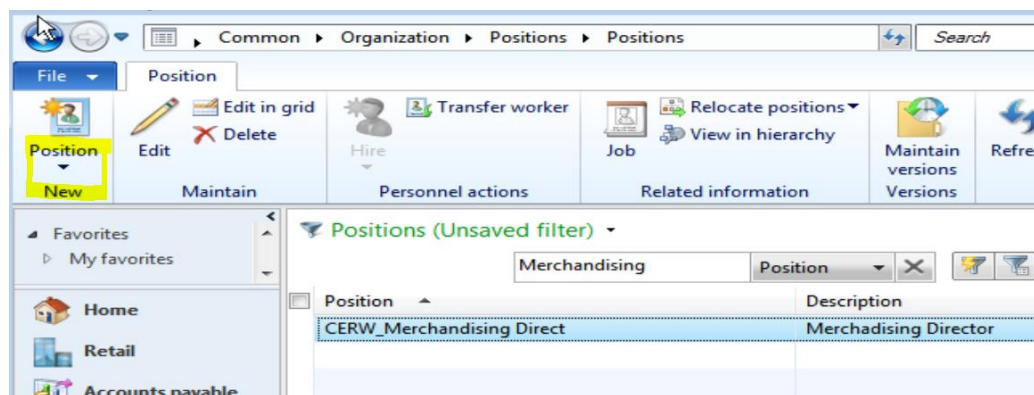 Common Organization Positions Positions Search
File Position
Position Edit Edit in grid Delete Hire Transfer worker Job Relocate positions View in hierarchy Maintain versions
New Maintain Personnel actions Related information Versions
Favorites
My favorites
Positions (Unsaved filter)
Merchandising Position
Home
Position Description
CERW_Merchandising Direct Merchadising Director
Retail
Accounts payable